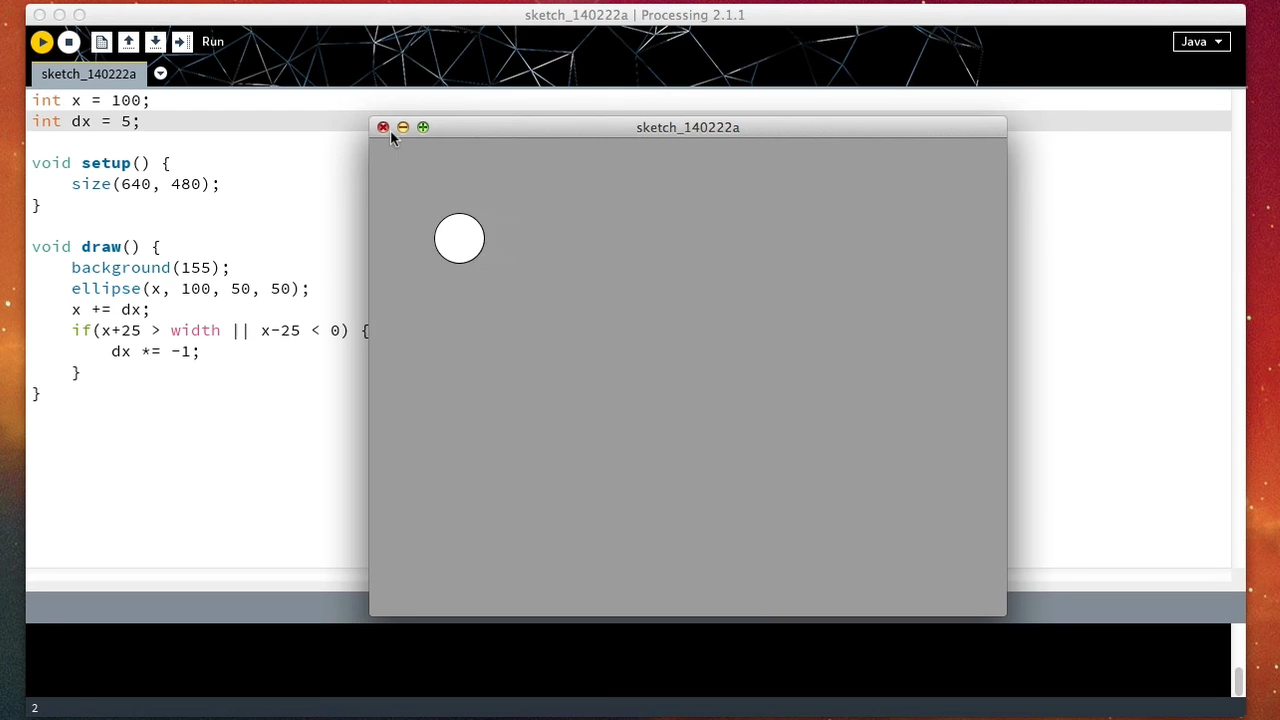 sketch_140222a | Processing 2.1.1
Run
Java
sketch_140222a
int x = 100;
int dx = 5;
void setup() {
size(640, 480);
}
void draw() {
background(155);
ellipse(x, 100, 50, 50);
x += dx;
if(x+25 > width || x-25 < 0) {
dx *= -1;
}
}
sketch_140222a
2